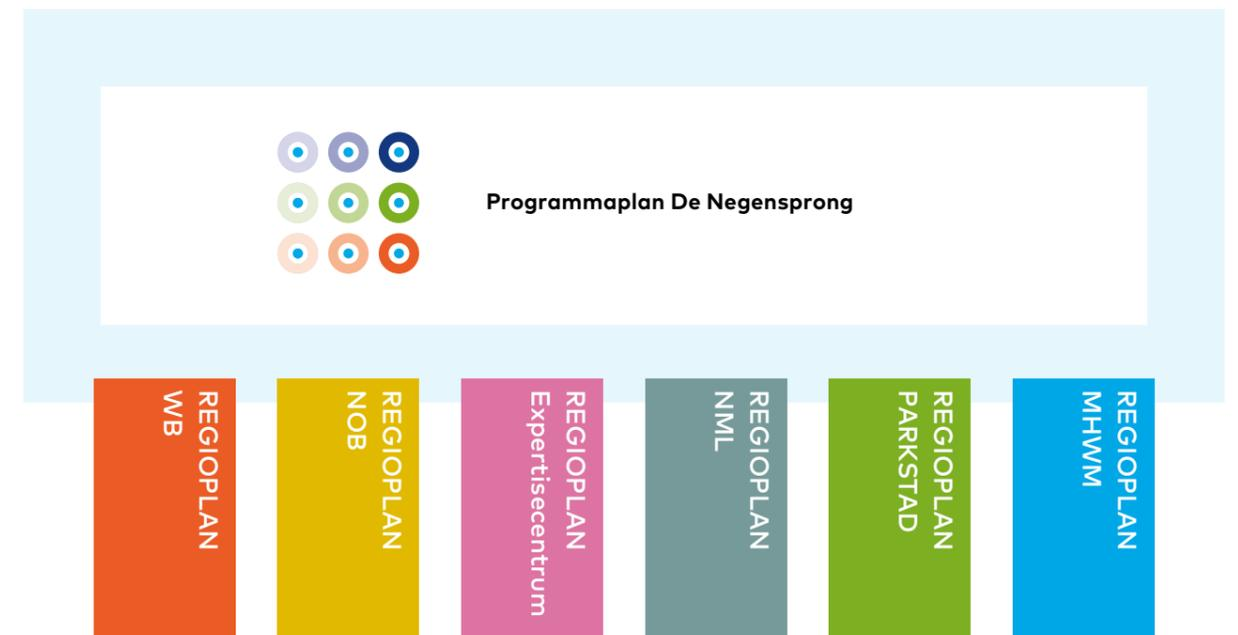 Programmaplan De Negensprong
REGIOPLAN
WB
REGIOPLAN
NOB
REGIOPLAN
Expertisecentrum
REGIOPLAN
NML
REGIOPLAN
PARKSTAD
REGIOPLAN
MHWM